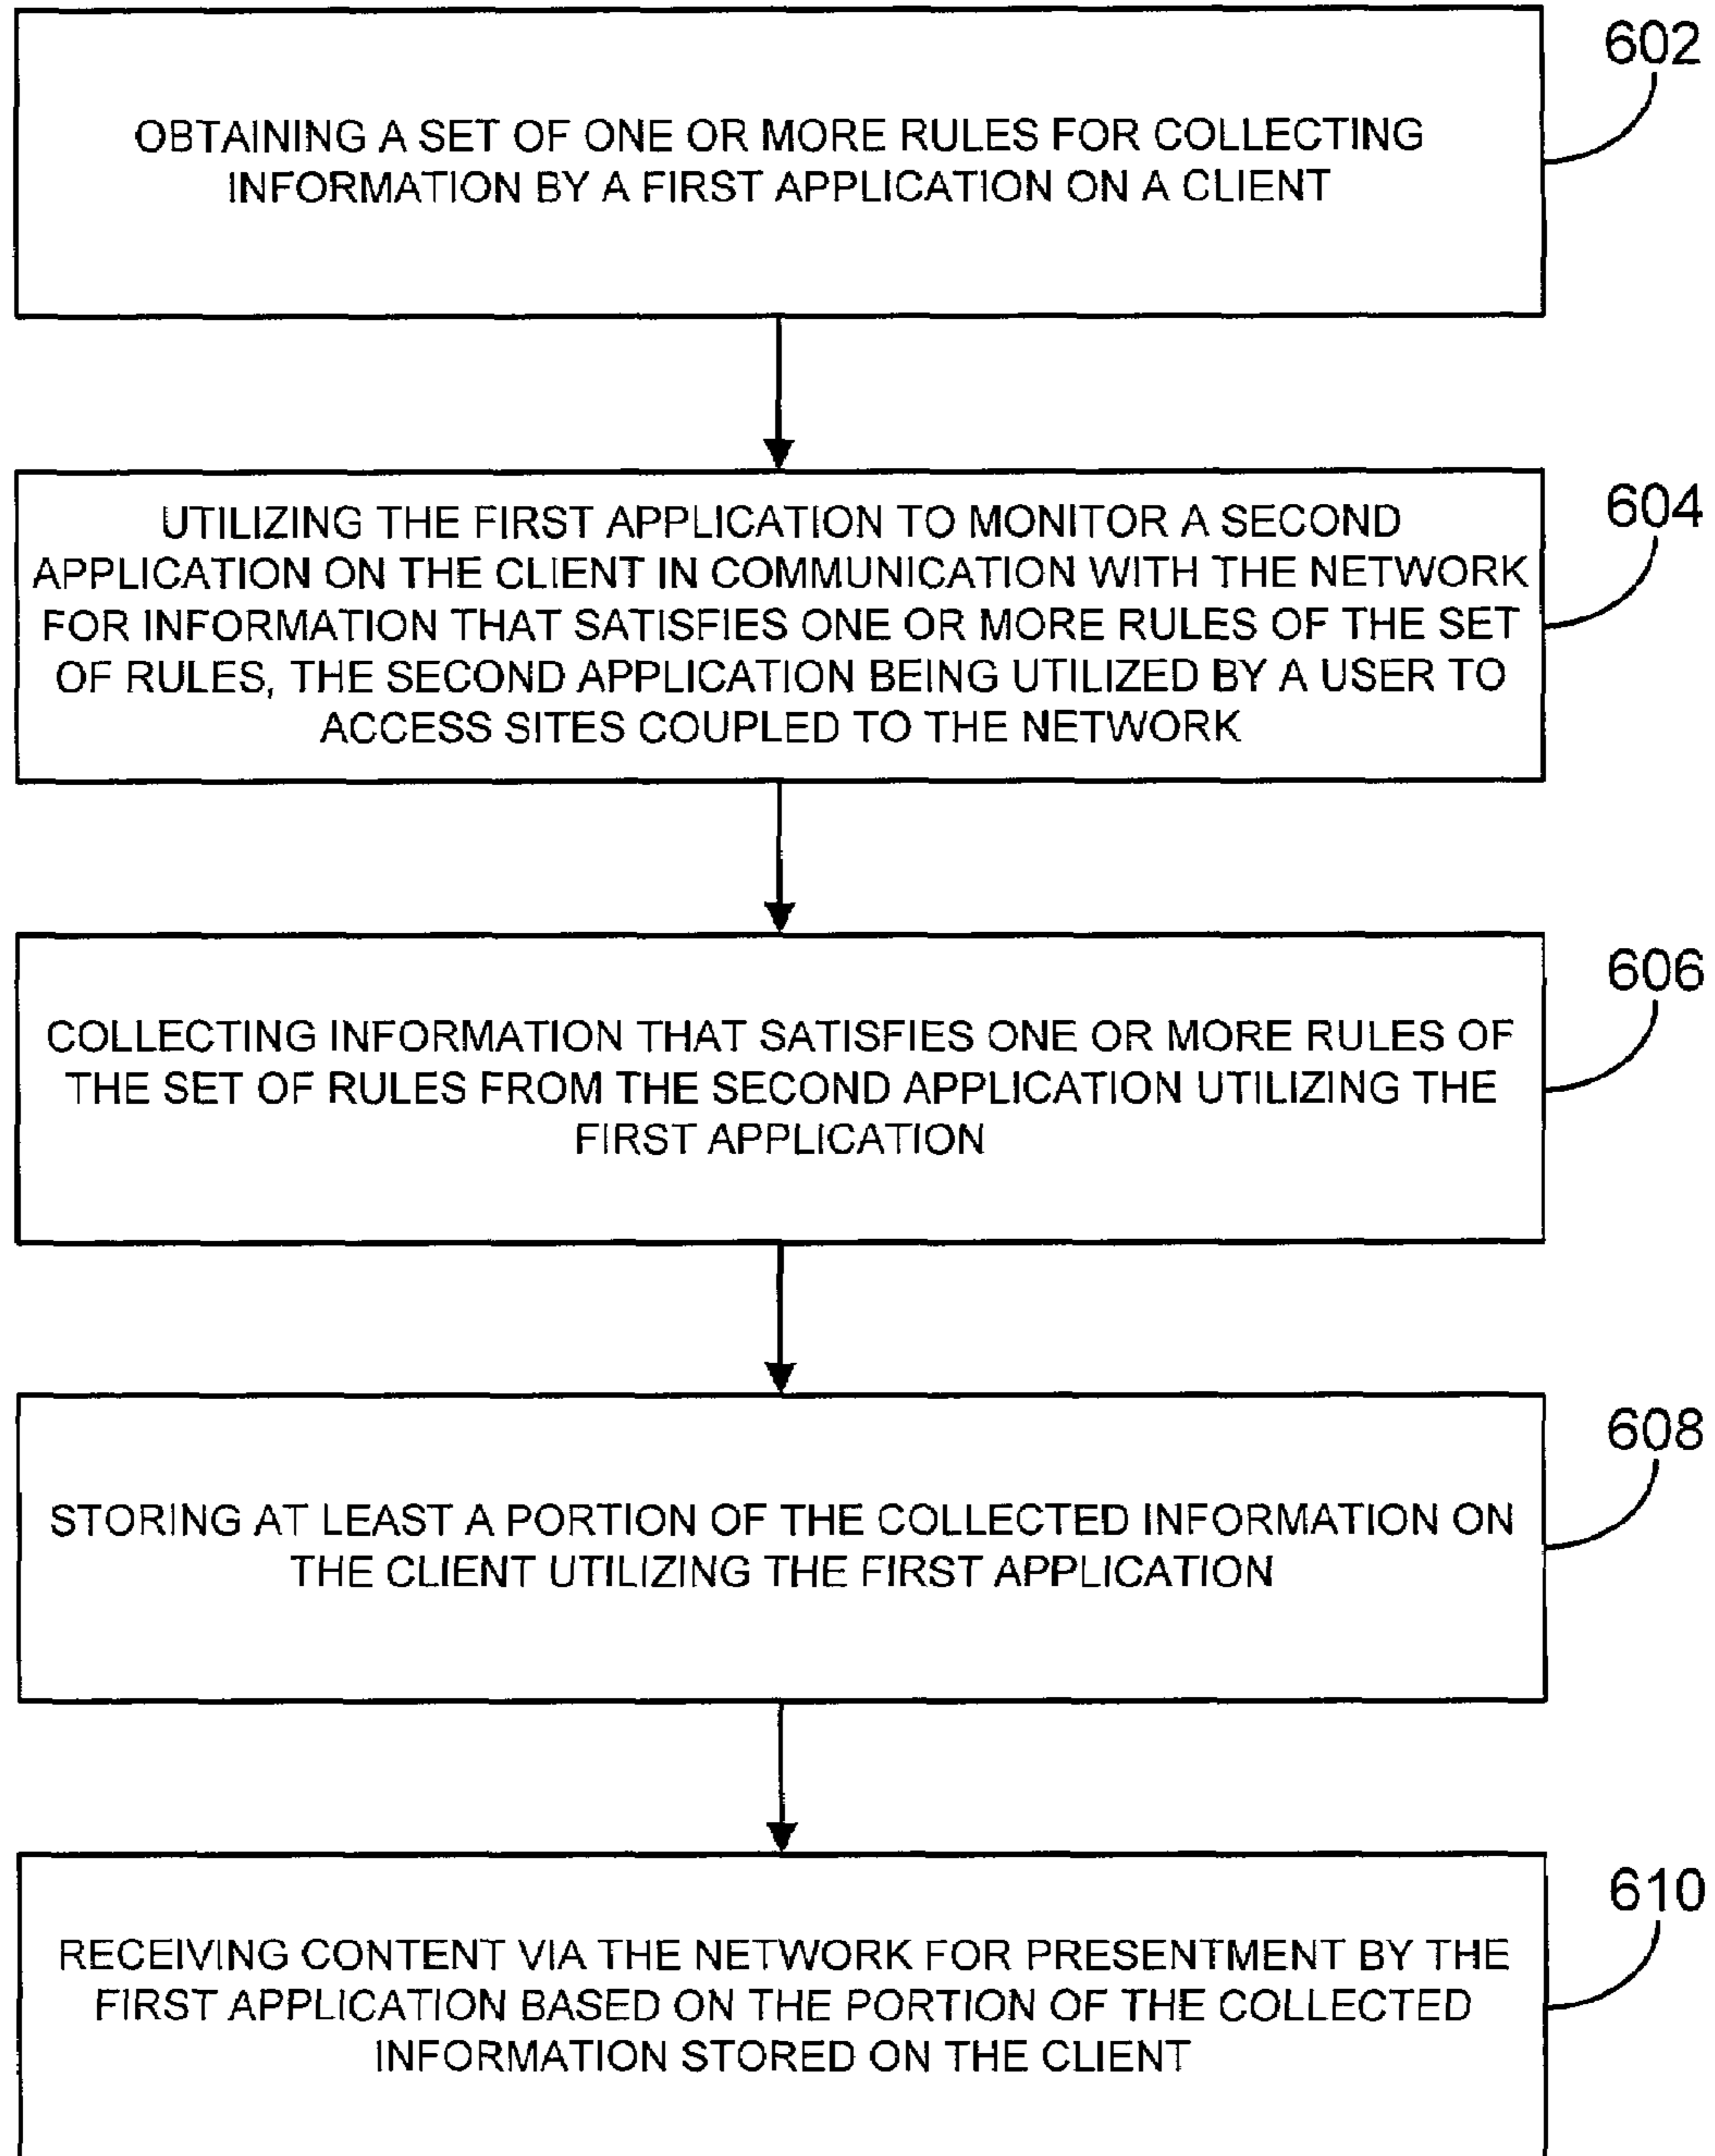 602
OBTAINING A SET OF ONE OR MORE RULES FOR COLLECTING
INFORMATION BY A FIRST APPLICATION ON A CLIENT
604
UTILIZING THE FIRST APPLICATION TO MONITOR A SECOND
APPLICATION ON THE CLIENT IN COMMUNICATION WITH THE NETWORK
FOR INFORMATION THAT SATISFIES ONE OR MORE RULES OF THE SET
OF RULES, THE SECOND APPLICATION BEING UTILIZED BY A USER TO
ACCESS SITES COUPLED TO THE NETWORK
606
COLLECTING INFORMATION THAT SATISFIES ONE OR MORE RULES OF
THE SET OF RULES FROM THE SECOND APPLICATION UTILIZING THE
FIRST APPLICATION
608
STORING AT LEAST A PORTION OF THE COLLECTED INFORMATION ON
THE CLIENT UTILIZING THE FIRST APPLICATION
610
RECEIVING CONTENT VIA THE NETWORK FOR PRESENTMENT BY THE
FIRST APPLICATION BASED ON THE PORTION OF THE COLLECTED
INFORMATION STORED ON THE CLIENT